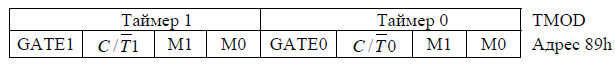 Таймер 1 Таймер 0 TMOD
GATE1 C/T̅1 M1 M0 GATE0 C/T̅0 M1 M0 Адрес 89h